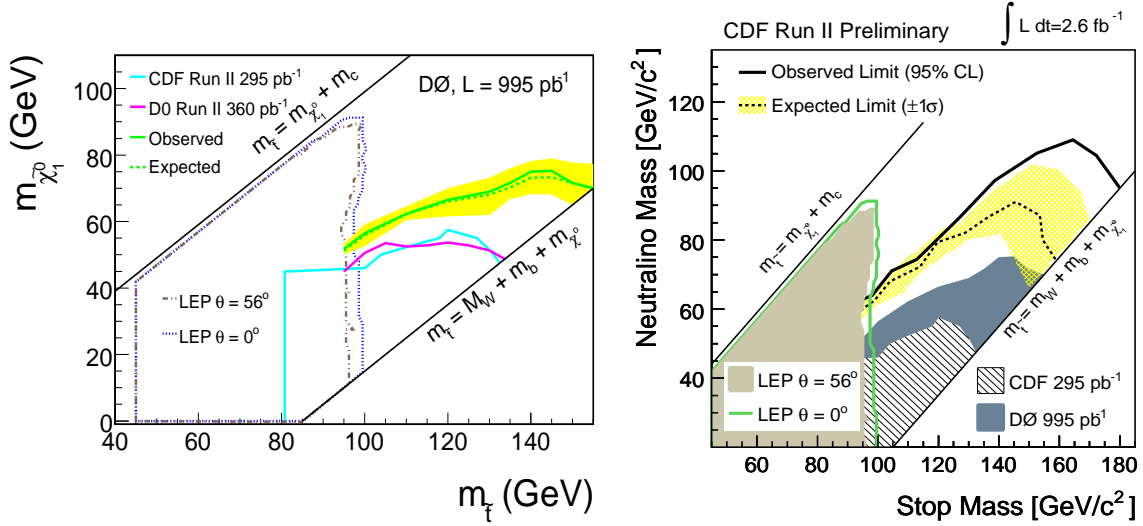 CDF Run II 295 pb⁻¹
D0 Run II 360 pb⁻¹
Observed
Expected
DØ, L = 995 pb¹
m_t̃ = m_χ̃₁⁰ + m_c
m_t̃ = M_W + m_b + m_χ̃⁰
LEP θ = 56°
LEP θ = 0°
m_χ̃₁⁰ (GeV)
100
80
60
40
20
0
40 60 80 100 120 140
m_t̃ (GeV)
CDF Run II Preliminary
∫ L dt=2.6 fb⁻¹
Observed Limit (95% CL)
Expected Limit (±1σ)
m_t̃ = m_χ̃₁⁰ + m_c
m_t̃ = m_W + m_b + m_χ̃₁⁰
LEP θ = 56°
LEP θ = 0°
CDF 295 pb⁻¹
DØ 995 pb¹
Neutralino Mass [GeV/c²]
120
100
80
60
40
60 80 100 120 140 160 180
Stop Mass [GeV/c²]